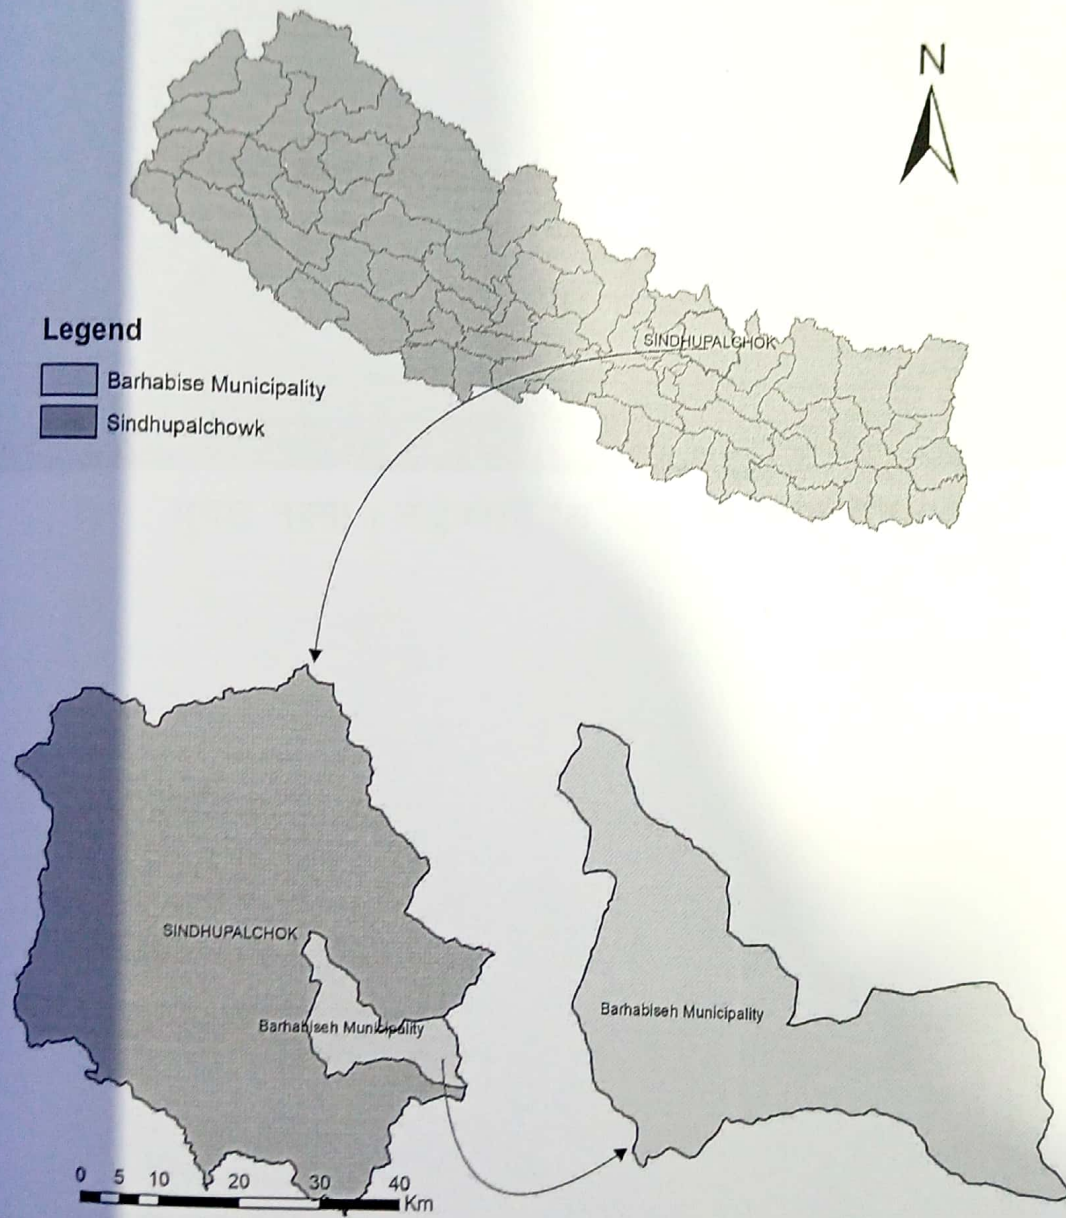 N
SINDHUPALCHOK
Legend
Barhabise Municipality
Sindhupalchowk
SINDHUPALCHOK
Barhabiseh Municipality
Barhabiseh Municipality
0 5 10 20 30 40
Km